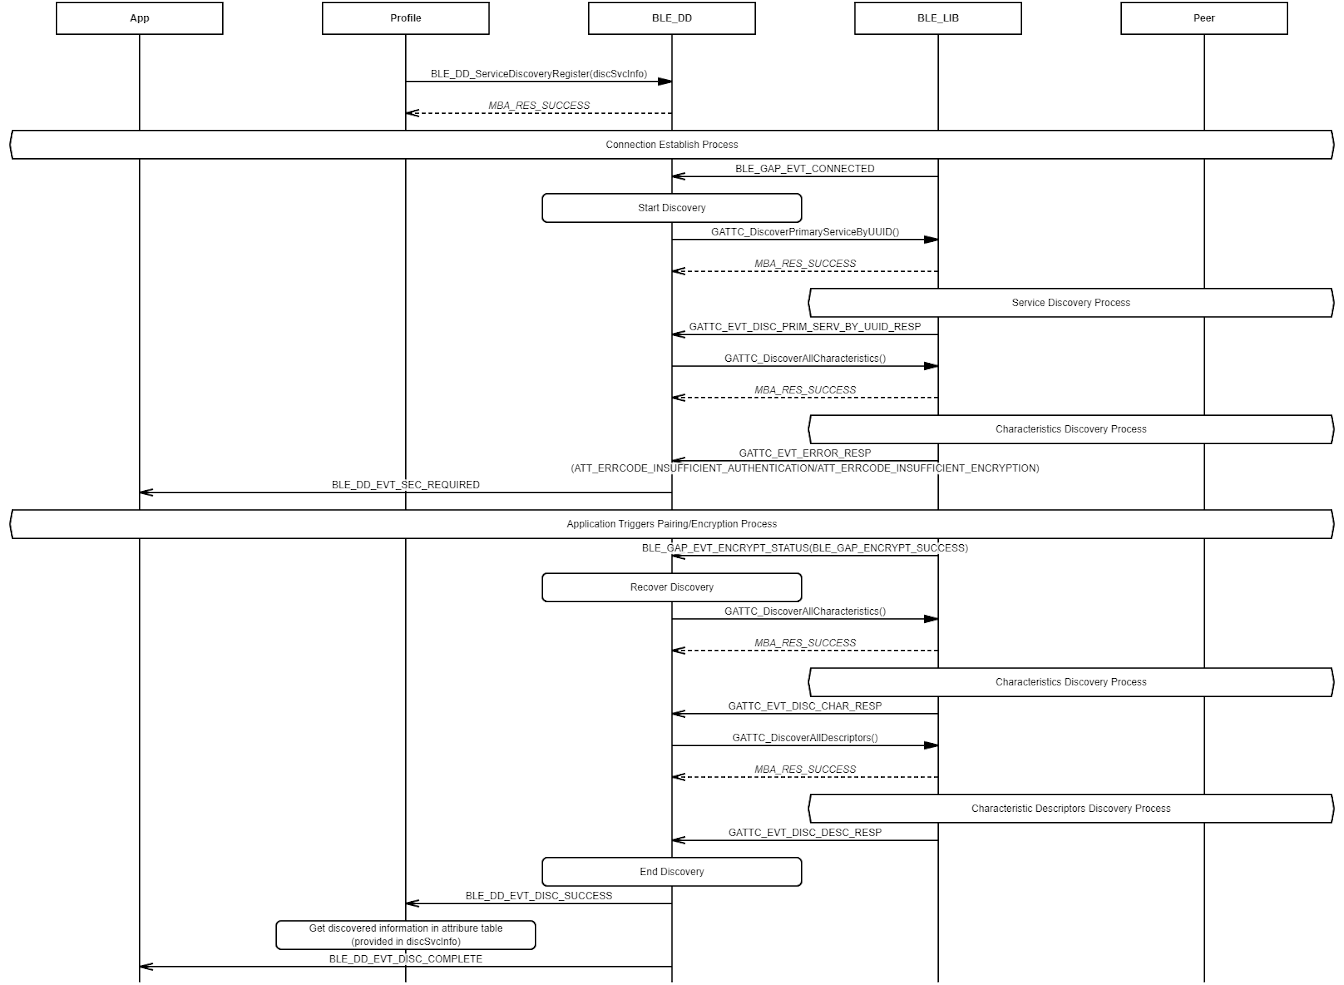 App
Profile
BLE_DD
BLE_LIB
Peer
BLE_DD_ServiceDiscoveryRegister(discSvcInfo)
MBA_RES_SUCCESS
Connection Establish Process
BLE_GAP_EVT_CONNECTED
Start Discovery
GATTC_DiscoverPrimaryServiceByUUID()
MBA_RES_SUCCESS
Service Discovery Process
GATTC_EVT_DISC_PRIM_SERV_BY_UUID_RESP
GATTC_DiscoverAllCharacteristics()
MBA_RES_SUCCESS
Characteristics Discovery Process
GATTC_EVT_ERROR_RESP
(ATT_ERRCODE_INSUFFICIENT_AUTHENTICATION/ATT_ERRCODE_INSUFFICIENT_ENCRYPTION)
BLE_DD_EVT_SEC_REQUIRED
Application Triggers Pairing/Encryption Process
BLE_GAP_EVT_ENCRYPT_STATUS(BLE_GAP_ENCRYPT_SUCCESS)
Recover Discovery
GATTC_DiscoverAllCharacteristics()
MBA_RES_SUCCESS
Characteristics Discovery Process
GATTC_EVT_DISC_CHAR_RESP
GATTC_DiscoverAllDescriptors()
MBA_RES_SUCCESS
Characteristic Descriptors Discovery Process
GATTC_EVT_DISC_DESC_RESP
End Discovery
BLE_DD_EVT_DISC_SUCCESS
Get discovered information in attribure table
(provided in discSvcInfo)
BLE_DD_EVT_DISC_COMPLETE